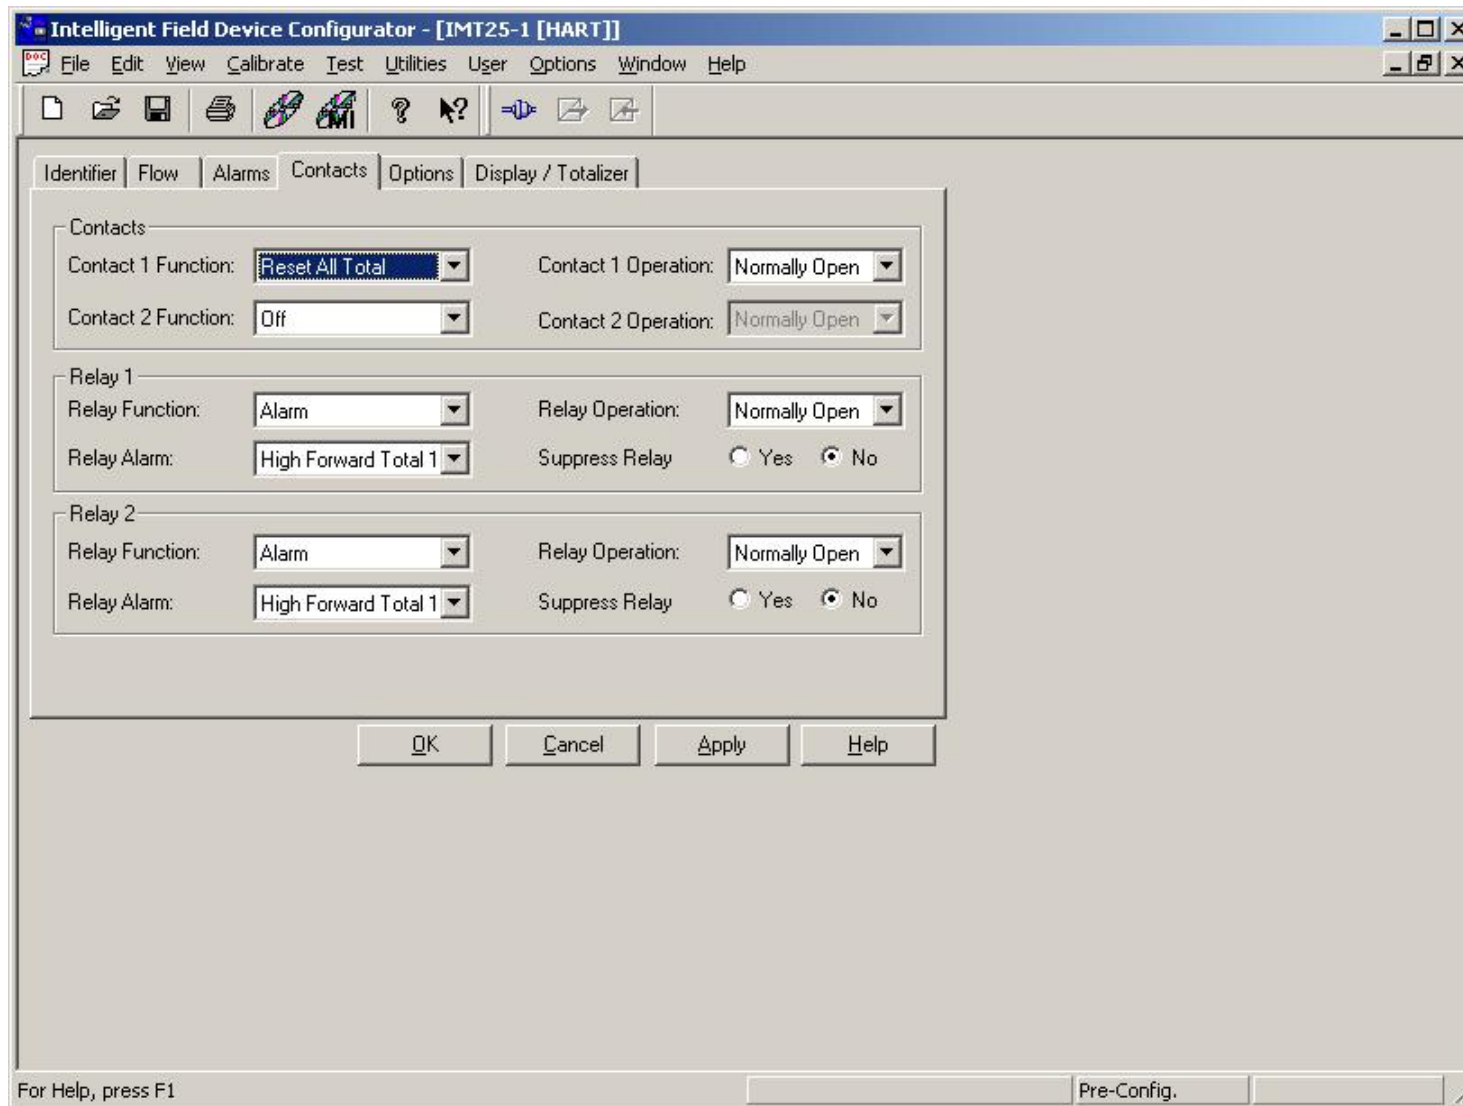 Intelligent Field Device Configurator - [IMT25-1 [HART]]
File Edit View Calibrate Test Utilities User Options Window Help
Identifier Flow Alarms Contacts Options Display / Totalizer
Contacts
Contact 1 Function: Reset All Total Contact 1 Operation: Normally Open
Contact 2 Function: Off Contact 2 Operation: Normally Open
Relay 1
Relay Function: Alarm Relay Operation: Normally Open
Relay Alarm: High Forward Total 1 Suppress Relay Yes No
Relay 2
Relay Function: Alarm Relay Operation: Normally Open
Relay Alarm: High Forward Total 1 Suppress Relay Yes No
OK Cancel Apply Help
For Help, press F1 Pre-Config.